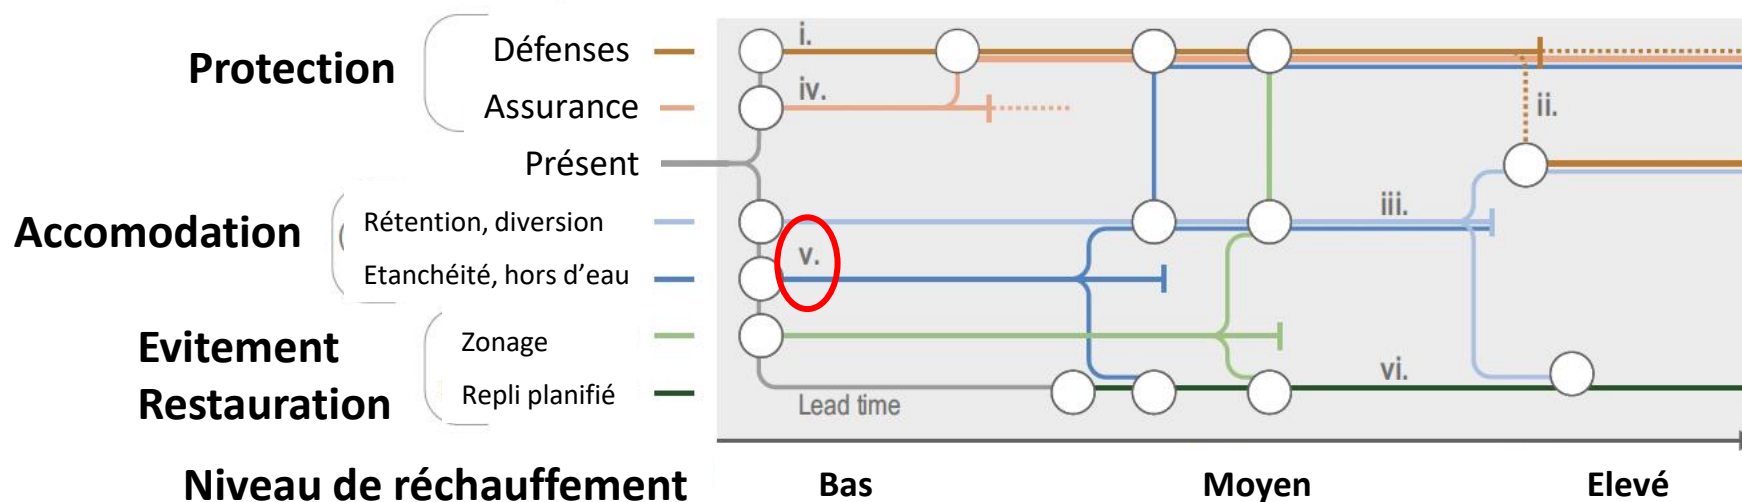 Protection
Défenses
Assurance
Présent
Accomodation
Rétention, diversion
Etanchéité, hors d'eau
Evitement
Restauration
Zonage
Repli planifié
i.
iv.
ii.
iii.
v.
vi.
Lead time
Niveau de réchauffement
Bas
Moyen
Elevé